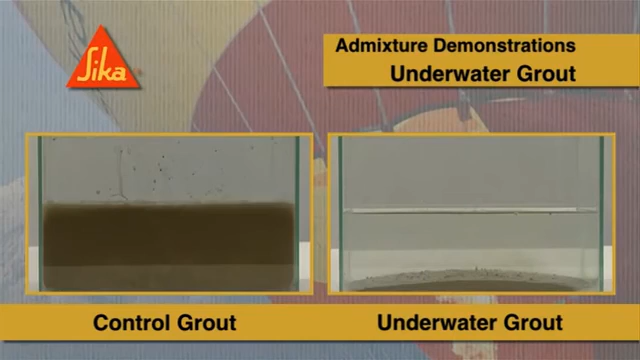 Sika
Admixture Demonstrations
Underwater Grout
Control Grout
Underwater Grout